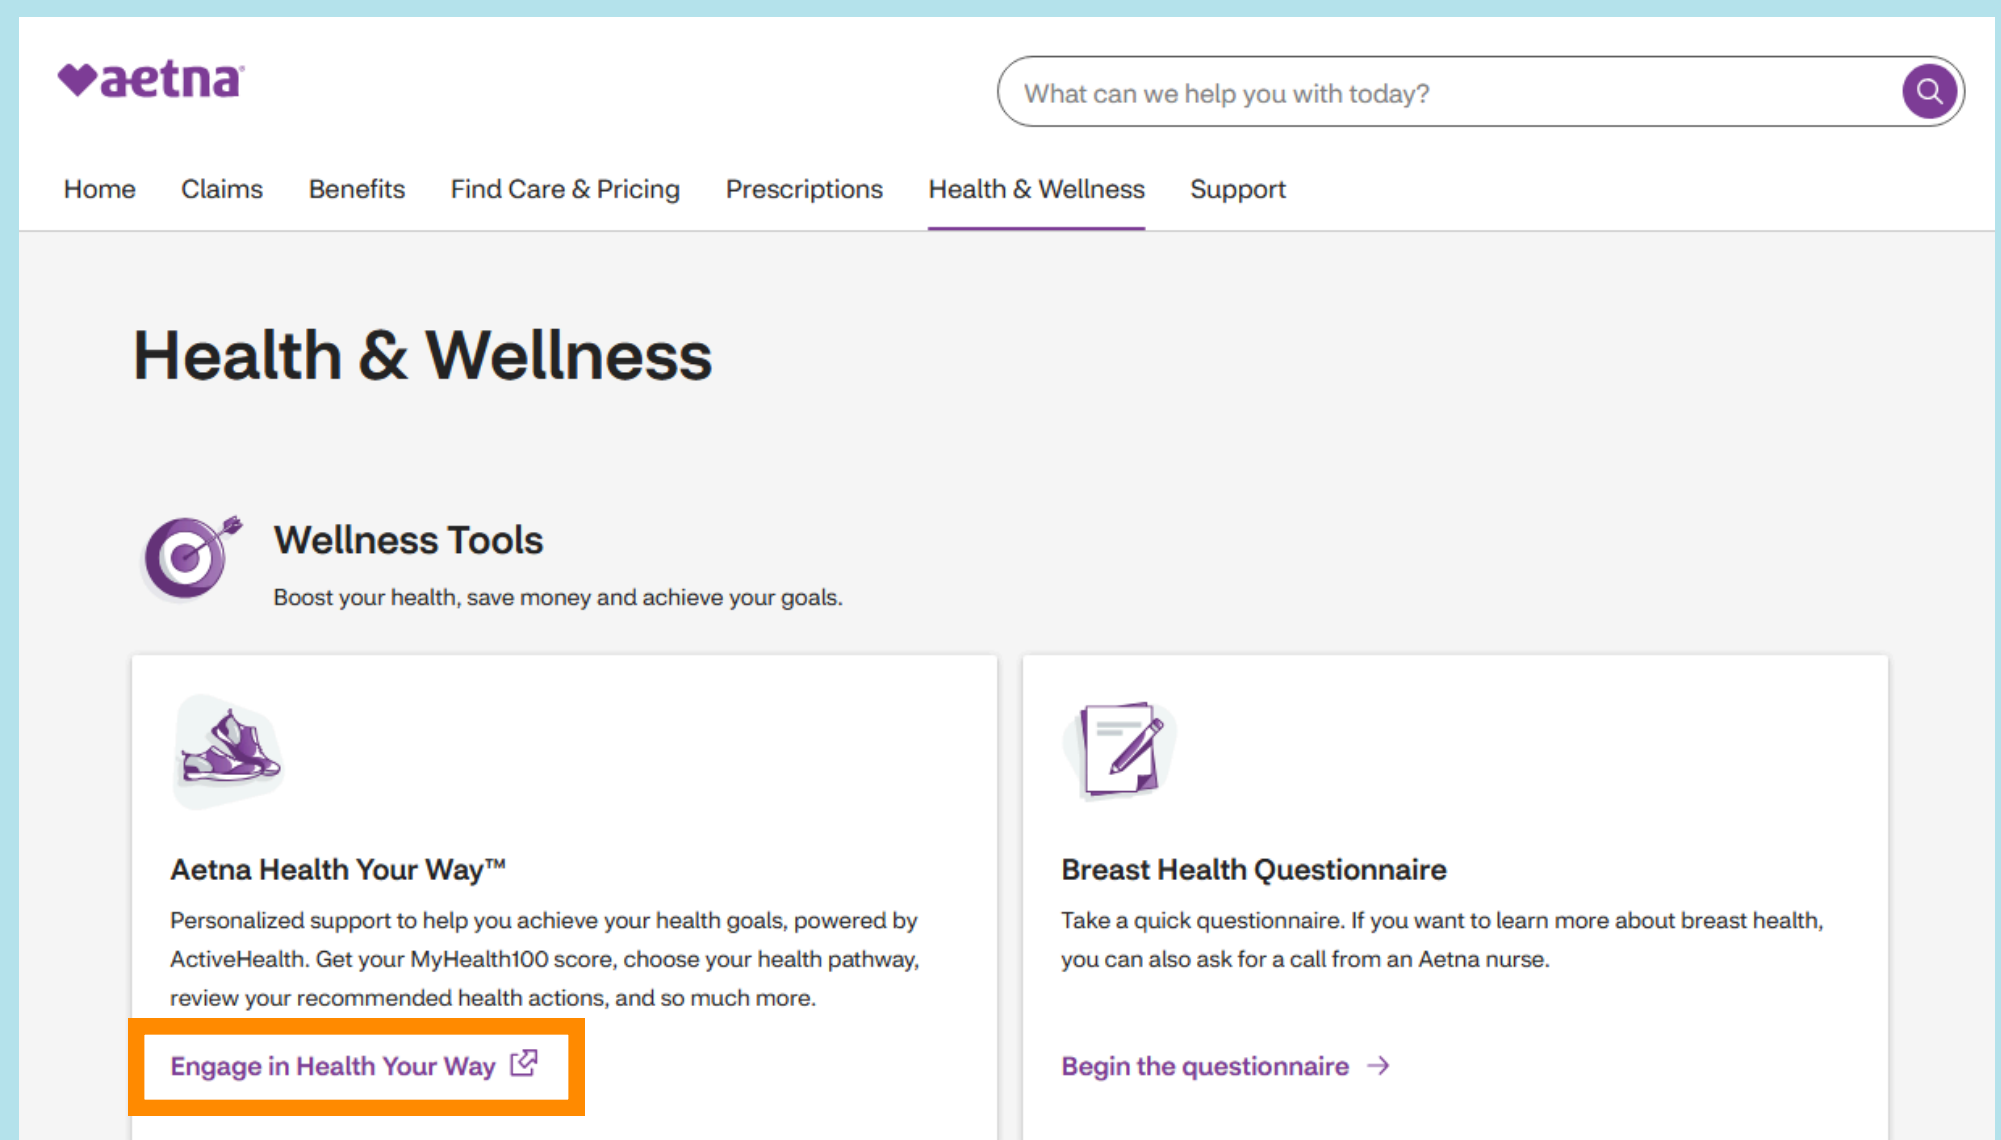 aetna®
What can we help you with today?
Home Claims Benefits Find Care & Pricing Prescriptions Health & Wellness Support
Health & Wellness
Wellness Tools
Boost your health, save money and achieve your goals.
Aetna Health Your Way™
Personalized support to help you achieve your health goals, powered by
ActiveHealth. Get your MyHealth100 score, choose your health pathway,
review your recommended health actions, and so much more.
Engage in Health Your Way
Breast Health Questionnaire
Take a quick questionnaire. If you want to learn more about breast health,
you can also ask for a call from an Aetna nurse.
Begin the questionnaire →